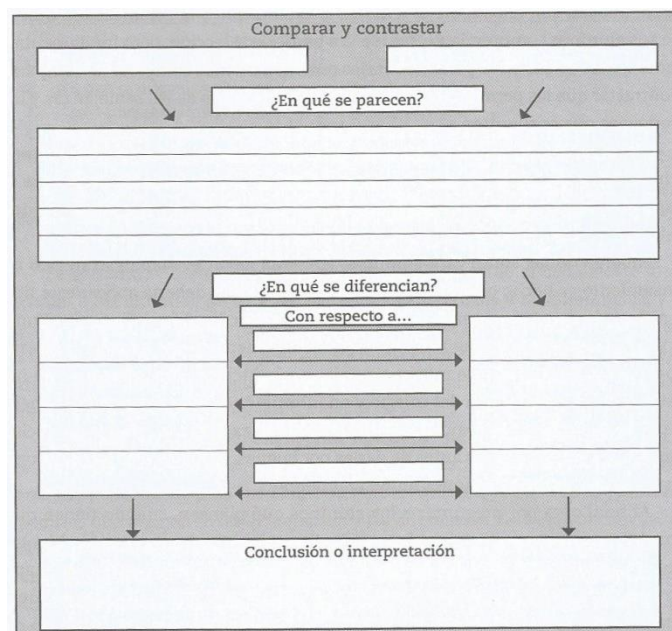 Comparar y contrastar
¿En qué se parecen?
¿En qué se diferencian?
Con respecto a...
Conclusión o interpretación